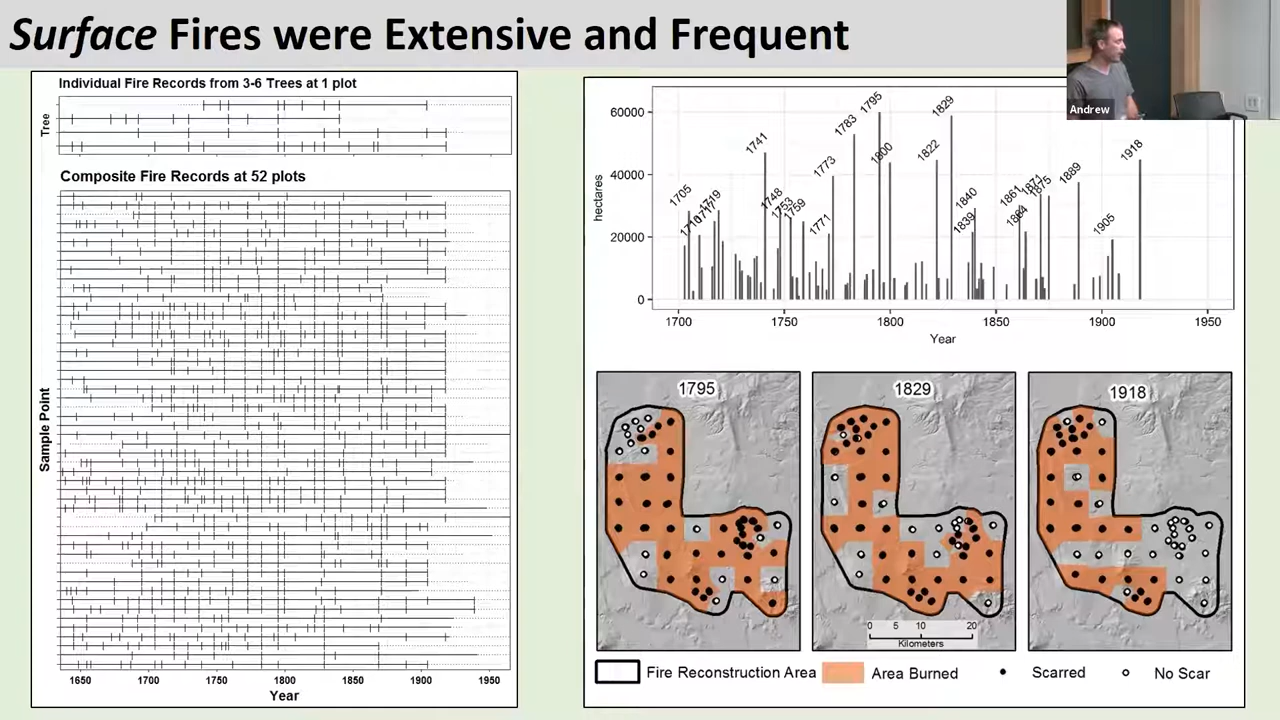 Surface Fires were Extensive and Frequent
Andrew
Individual Fire Records from 3-6 Trees at 1 plot
Tree
Composite Fire Records at 52 plots
Sample Point
1650 1700 1750 1800 1850 1900 1950
Year
hectares
60000
40000
20000
0
1705
1719
1741
1748
1753
1759
1771
1773
1783
1795
1800
1822
1829
1839
1840
1861
1864
1871
1875
1889
1905
1918
1700 1750 1800 1850 1900 1950
Year
1795
1829
1918
0 5 10 20
Kilometers
Fire Reconstruction Area
Area Burned
Scarred
No Scar